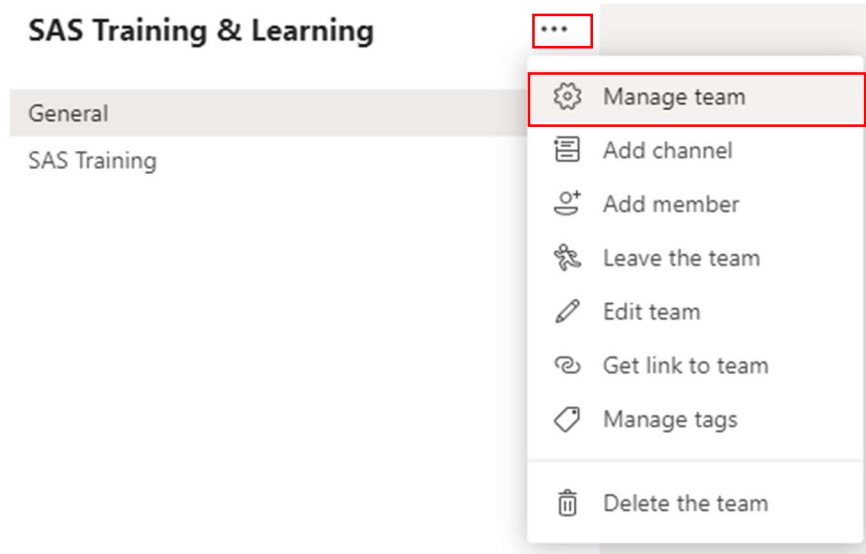 SAS Training & Learning
...
General
SAS Training
Manage team
Add channel
Add member
Leave the team
Edit team
Get link to team
Manage tags
Delete the team